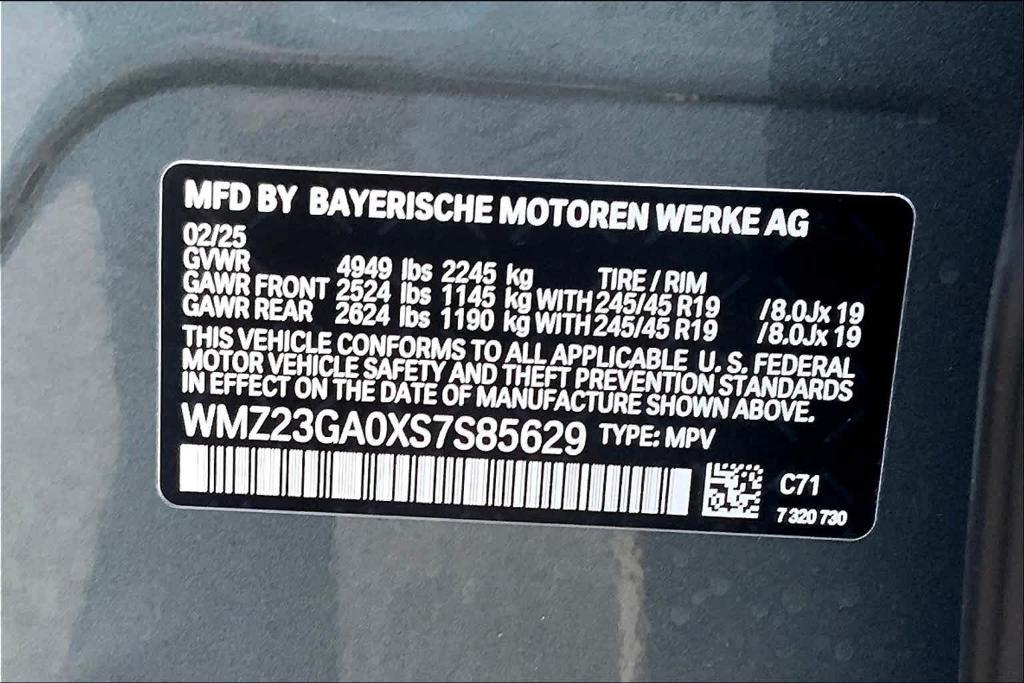 MFD BY BAYERISCHE MOTOREN WERKE AG
02/25
GVWR 4949 lbs 2245 kg TIRE / RIM
GAWR FRONT 2524 lbs 1145 kg WITH 245/45 R19 /8.0Jx 19
GAWR REAR 2624 lbs 1190 kg WITH 245/45 R19 /8.0Jx 19
THIS VEHICLE CONFORMS TO ALL APPLICABLE U. S. FEDERAL
MOTOR VEHICLE SAFETY AND THEFT PREVENTION STANDARDS
IN EFFECT ON THE DATE OF MANUFACTURE SHOWN ABOVE.
WMZ23GA0XS7S85629 TYPE: MPV
C71
7 320 730